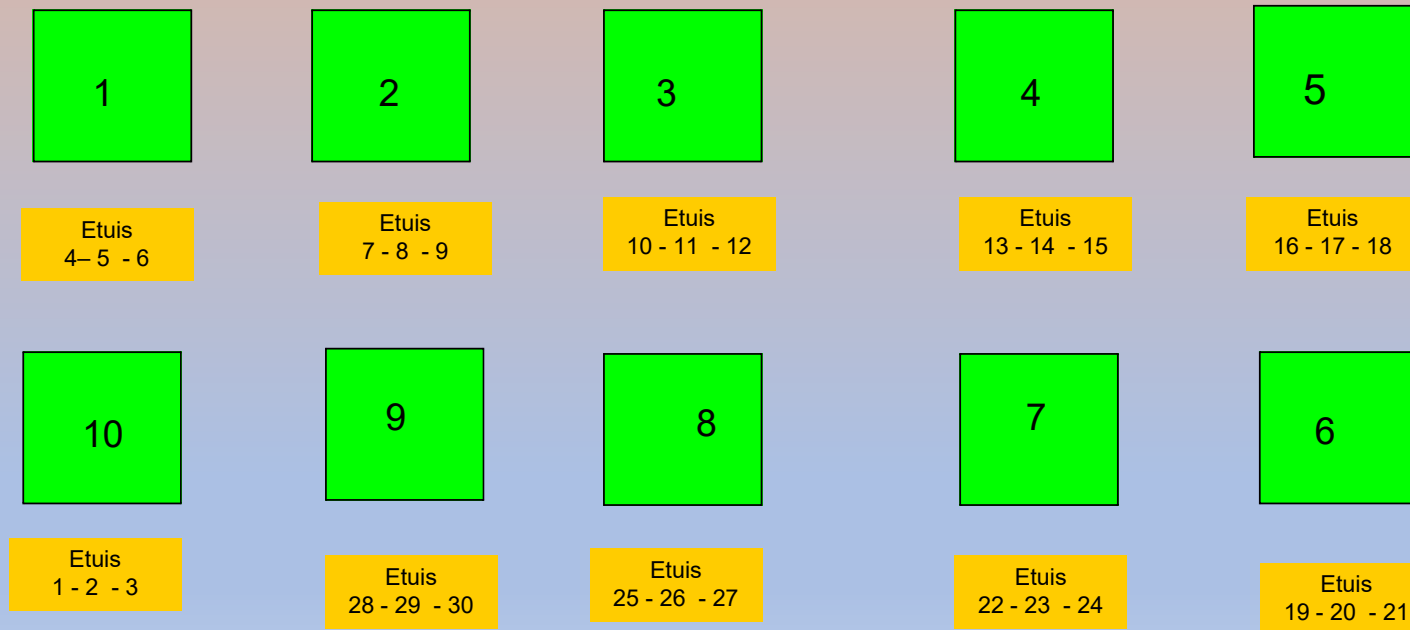 1
2
3
4
5
Etuis
4– 5 - 6
Etuis
7 - 8 - 9
Etuis
10 - 11 - 12
Etuis
13 - 14 - 15
Etuis
16 - 17 - 18
10
9
8
7
6
Etuis
1 - 2 - 3
Etuis
28 - 29 - 30
Etuis
25 - 26 - 27
Etuis
22 - 23 - 24
Etuis
19 - 20 - 21